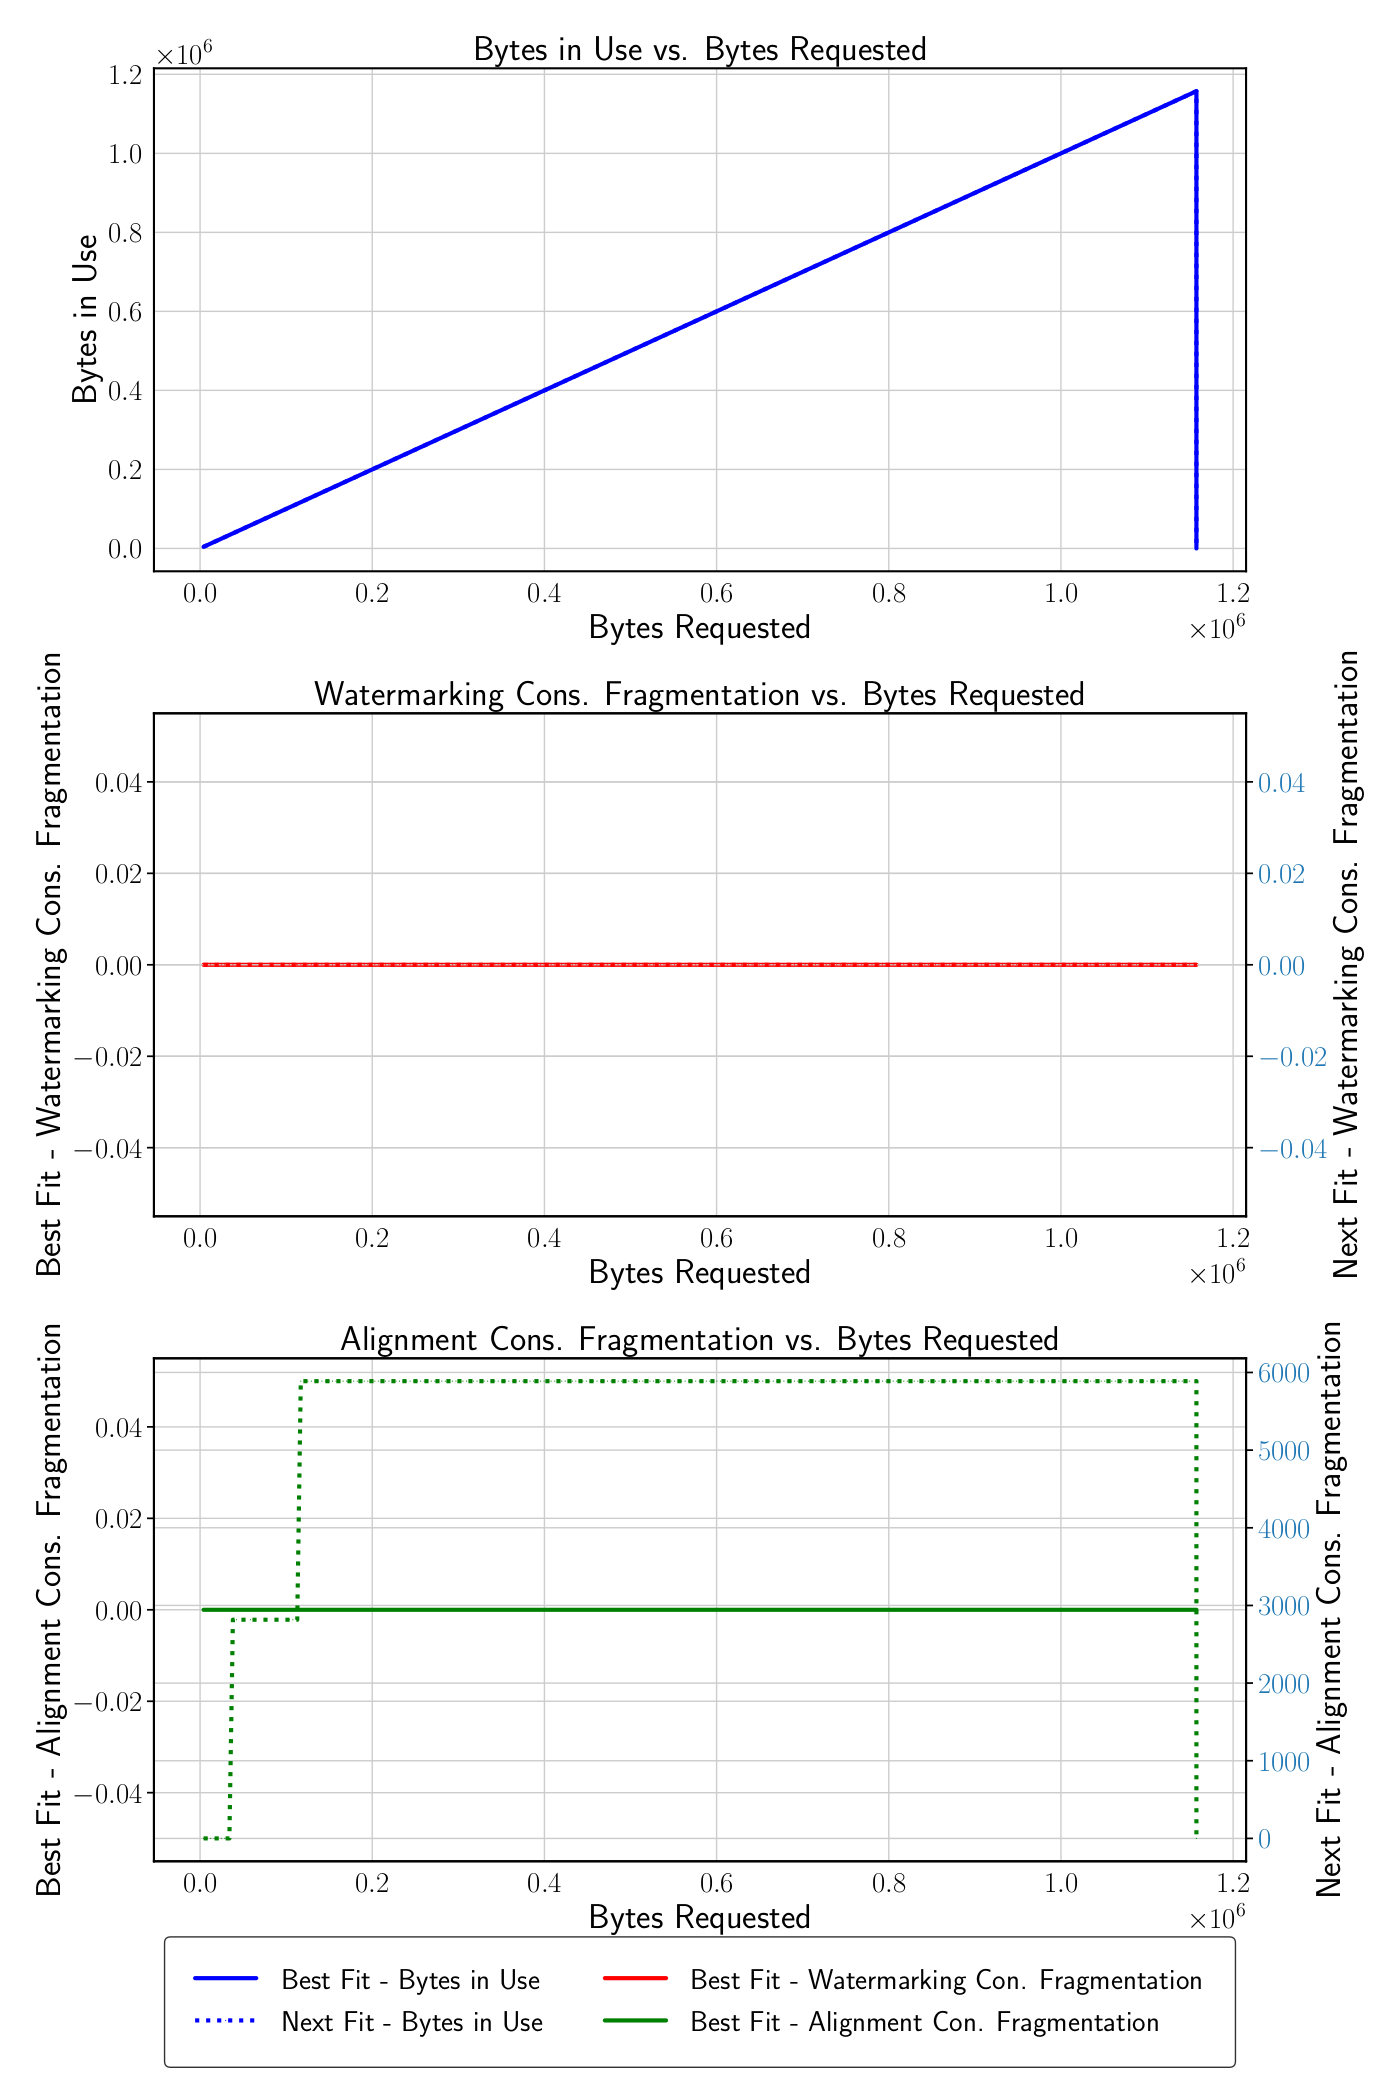 Bytes in Use vs. Bytes Requested
×10⁶
1.2
1.0
0.8
0.6
0.4
0.2
0.0
Bytes in Use
0.0 0.2 0.4 0.6 0.8 1.0 1.2
Bytes Requested
×10⁶
Watermarking Cons. Fragmentation vs. Bytes Requested
Best Fit - Watermarking Cons. Fragmentation
0.04
0.02
0.00
−0.02
−0.04
0.04
0.02
0.00
−0.02
−0.04
Next Fit - Watermarking Cons. Fragmentation
0.0 0.2 0.4 0.6 0.8 1.0 1.2
Bytes Requested
×10⁶
Alignment Cons. Fragmentation vs. Bytes Requested
Best Fit - Alignment Cons. Fragmentation
0.04
0.02
0.00
−0.02
−0.04
6000
5000
4000
3000
2000
1000
0
Next Fit - Alignment Cons. Fragmentation
0.0 0.2 0.4 0.6 0.8 1.0 1.2
Bytes Requested
×10⁶
Best Fit - Bytes in Use
Next Fit - Bytes in Use
Best Fit - Watermarking Con. Fragmentation
Best Fit - Alignment Con. Fragmentation